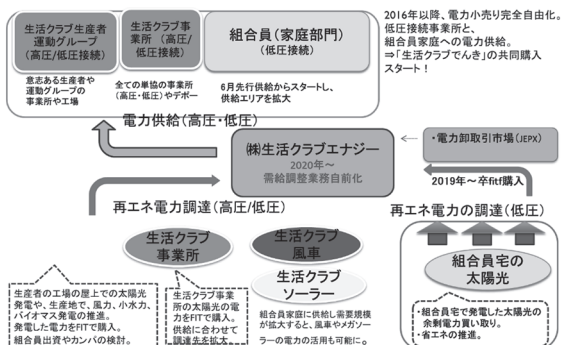 生活クラブ生産者
運動グループ
(高圧/低圧接続)
生活クラブ事
業所 (高圧/
低圧接続)
組合員(家庭部門)
(低圧接続)
2016年以降、電力小売り完全自由化。
低圧接続事業所と、
組合員家庭への電力供給。
⇒「生活クラブでんき」の共同購入
スタート!
意志ある生産者や
運動グループの
事業所や工場
全ての単協の事業所
(高圧・低圧)やデポー
6月先行供給からスタートし、
供給エリアを拡大
電力供給(高圧・低圧)
㈱生活クラブエナジー
2020年~
需給調整業務自前化
・電力卸取引市場(JEPX)
2019年~卒fitf購入
再エネ電力調達(高圧/低圧)
再エネ電力の調達(低圧)
生活クラブ
事業所
生活クラブ
風車
生活クラブ
ソーラー
組合員宅の
太陽光
生産者の工場の屋上での太陽光
発電や、生産地で、風力、小水力、
バイオマス発電の推進。
発電した電力をFITで購入。
組合員出資やカンパの検討。
生活クラブ事業
所の太陽光の電
力をFITで購入。
供給に合わせて
調達先を拡大
組合員家庭に供給し需要規模
が拡大すると、風車やメガソー
ラーの電力の活用も可能に。
・組合員宅で発電した太陽光の
余剰電力買い取り。
・省エネの推進。